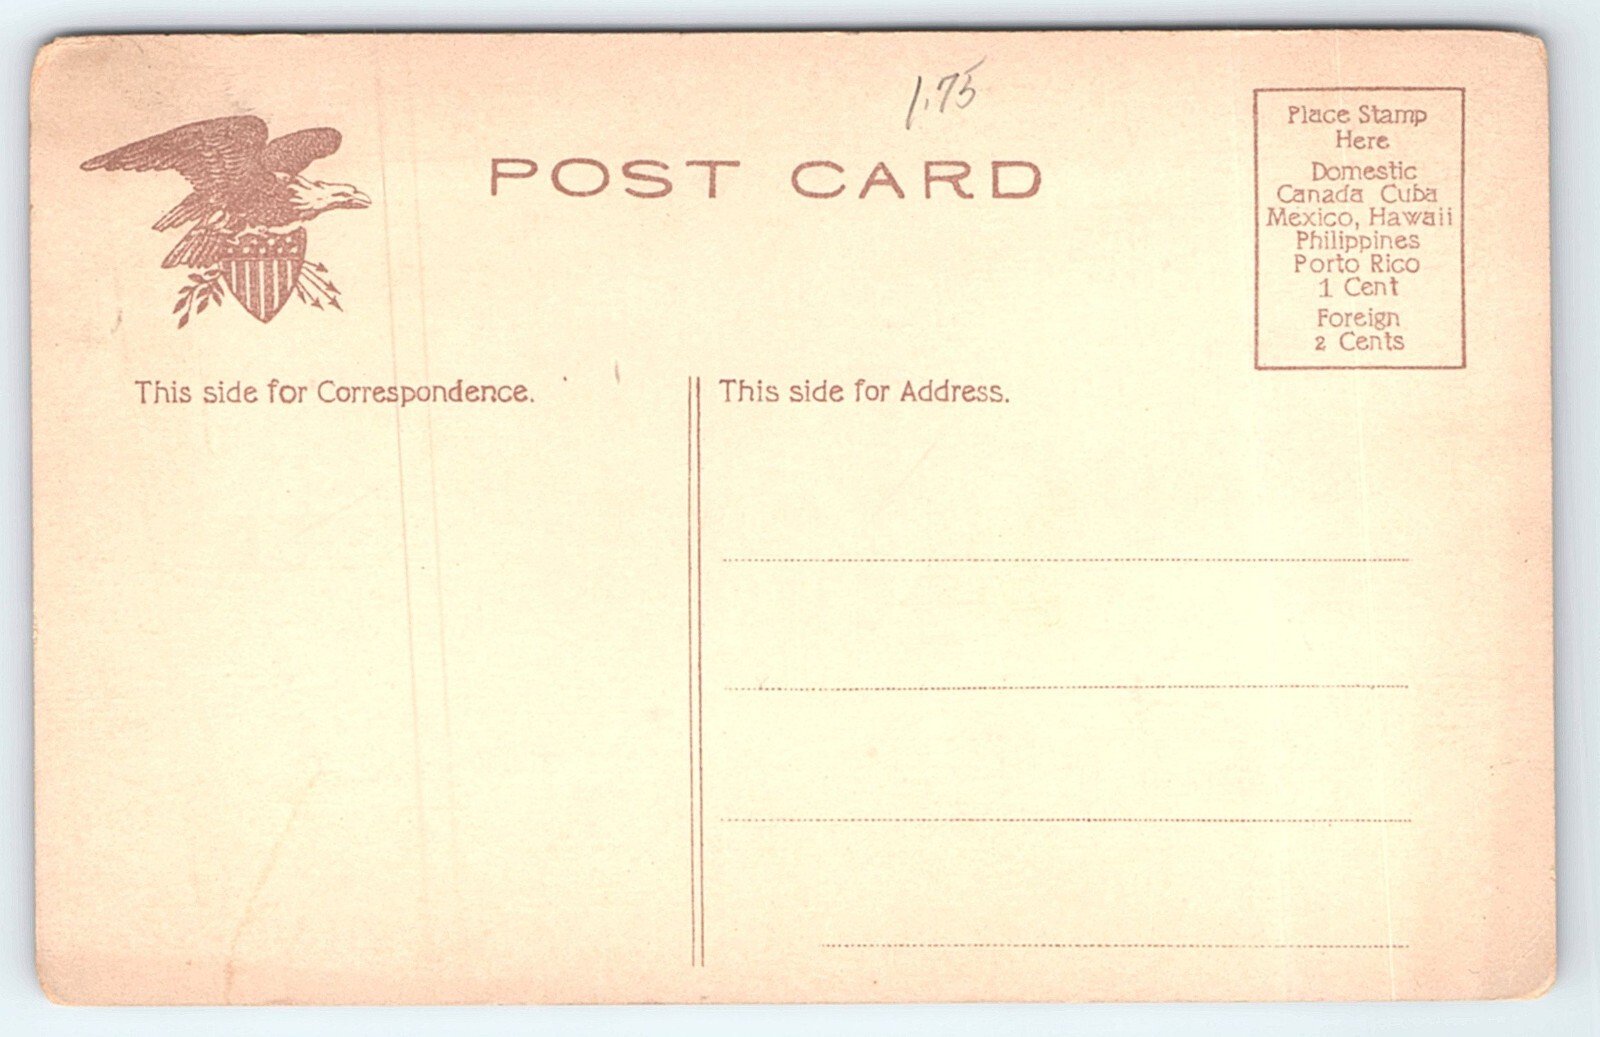 1.75
POST CARD
Place Stamp
Here
Domestic
Canada Cuba
Mexico, Hawaii
Philippines
Porto Rico
1 Cent
Foreign
2 Cents
This side for Correspondence.
This side for Address.